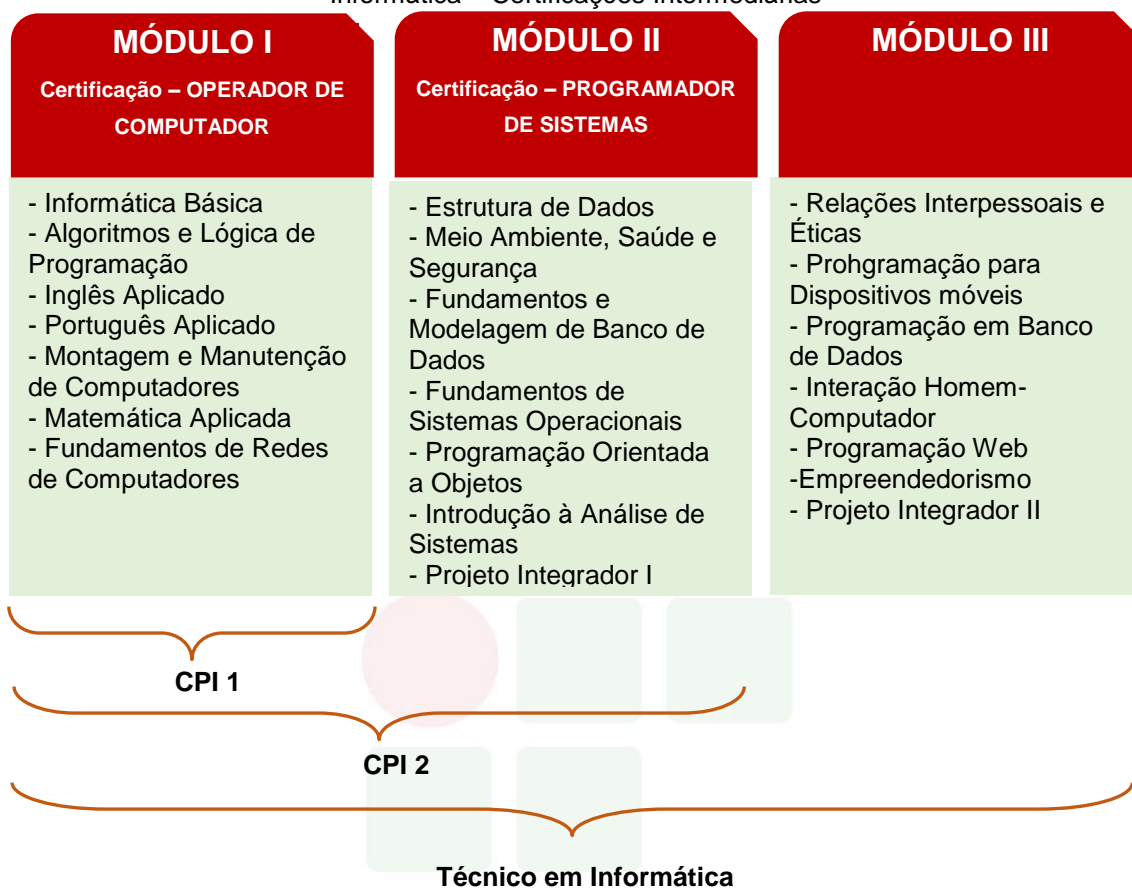 Informática – Certificações Intermediárias
MÓDULO I
Certificação – OPERADOR DE
COMPUTADOR
- Informática Básica
- Algoritmos e Lógica de
Programação
- Inglês Aplicado
- Português Aplicado
- Montagem e Manutenção
de Computadores
- Matemática Aplicada
- Fundamentos de Redes
de Computadores
MÓDULO II
Certificação – PROGRAMADOR
DE SISTEMAS
- Estrutura de Dados
- Meio Ambiente, Saúde e
Segurança
- Fundamentos e
Modelagem de Banco de
Dados
- Fundamentos de
Sistemas Operacionais
- Programação Orientada
a Objetos
- Introdução à Análise de
Sistemas
- Projeto Integrador I
MÓDULO III
- Relações Interpessoais e
Éticas
- Prohgramação para
Dispositivos móveis
- Programação em Banco
de Dados
- Interação Homem-
Computador
- Programação Web
-Empreendedorismo
- Projeto Integrador II
CPI 1
CPI 2
Técnico em Informática